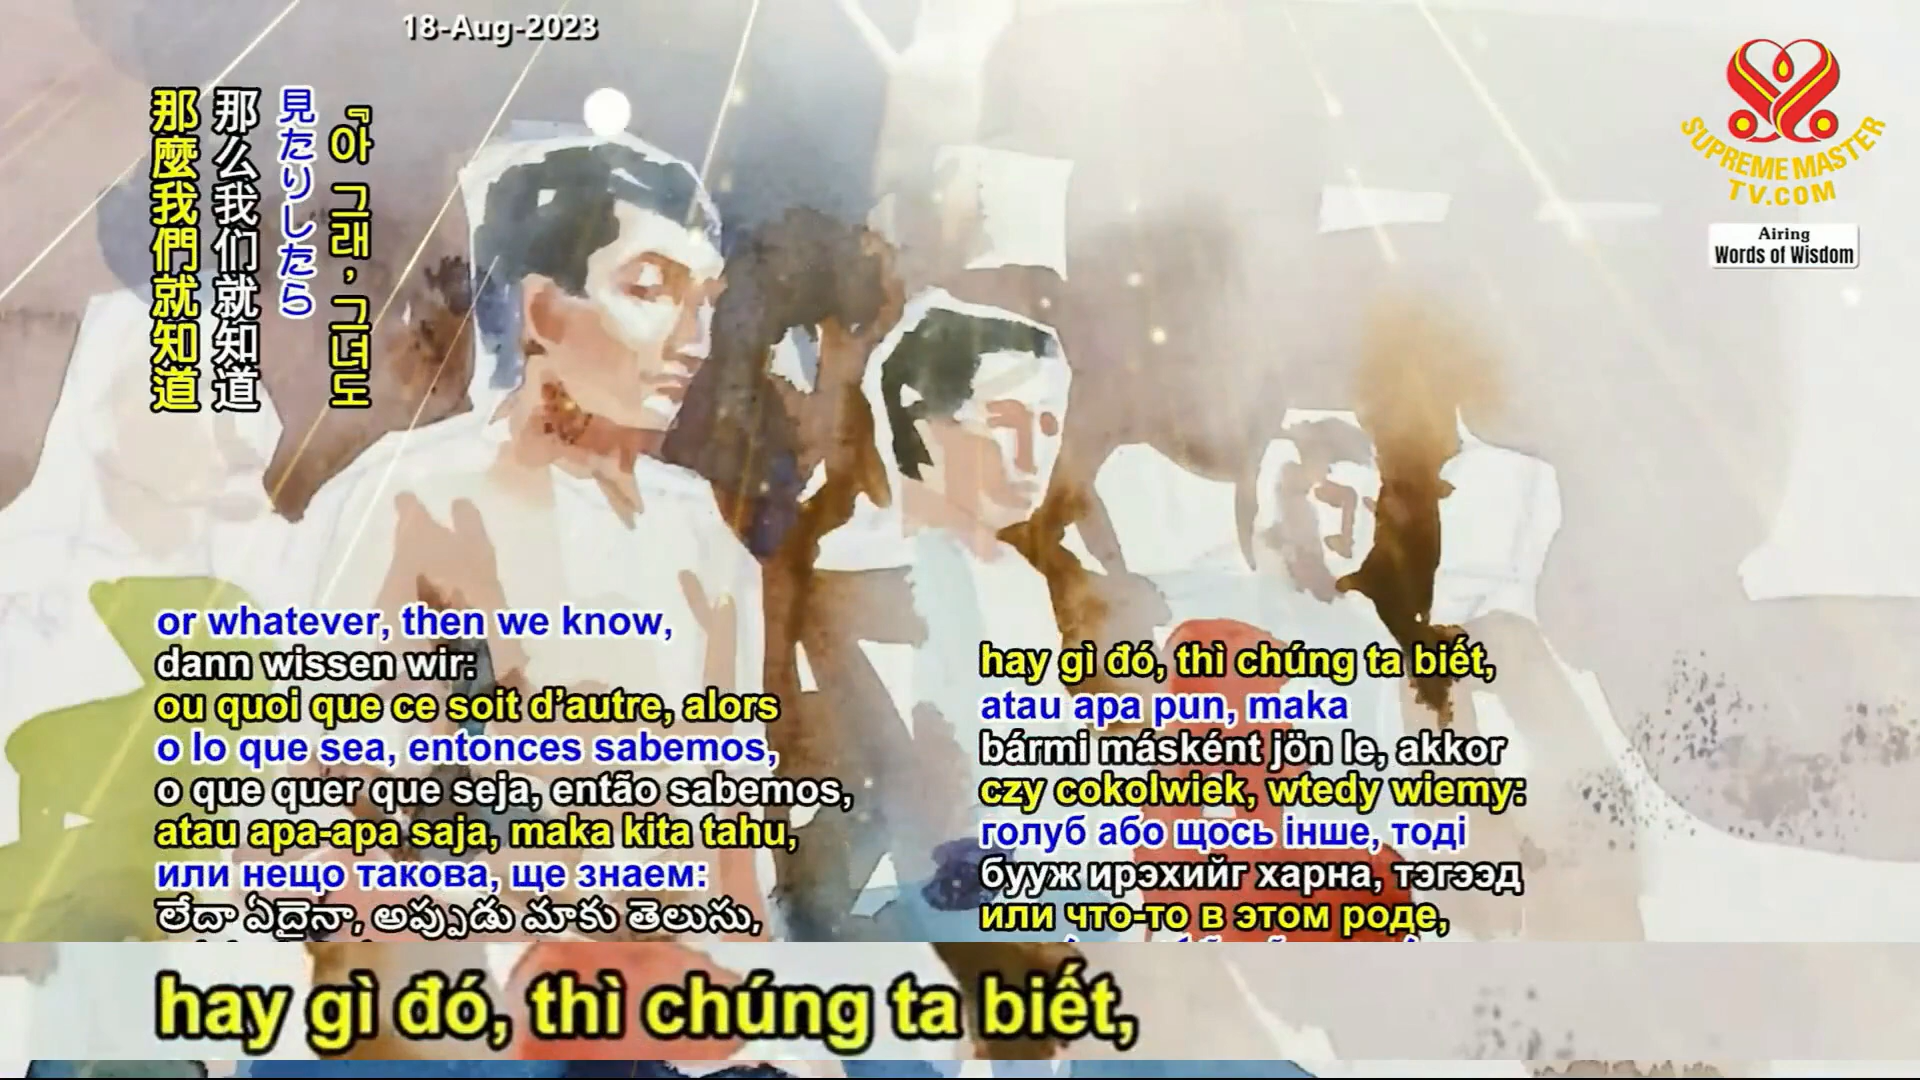 18-Aug-2023
那麼我們就知道
那么我们就知道
見たりしたら
『아 그래, 그녀도
SUPREME MASTER
TV.COM
Airing
Words of Wisdom
or whatever, then we know,
dann wissen wir:
ou quoi que ce soit d’autre, alors
o lo que sea, entonces sabemos,
o que quer que seja, então sabemos,
atau apa-apa saja, maka kita tahu,
или нещо такова, ще знаем:
లేదా ఏదైనా, అప్పుడు మాకు తెలుసు,
hay gì đó, thì chúng ta biết,
atau apa pun, maka
bármi másként jön le, akkor
czy cokolwiek, wtedy wiemy:
голуб або щось інше, тоді
бууж ирэхийг харна, тэгээд
или что-то в этом роде,
hay gì đó, thì chúng ta biết,